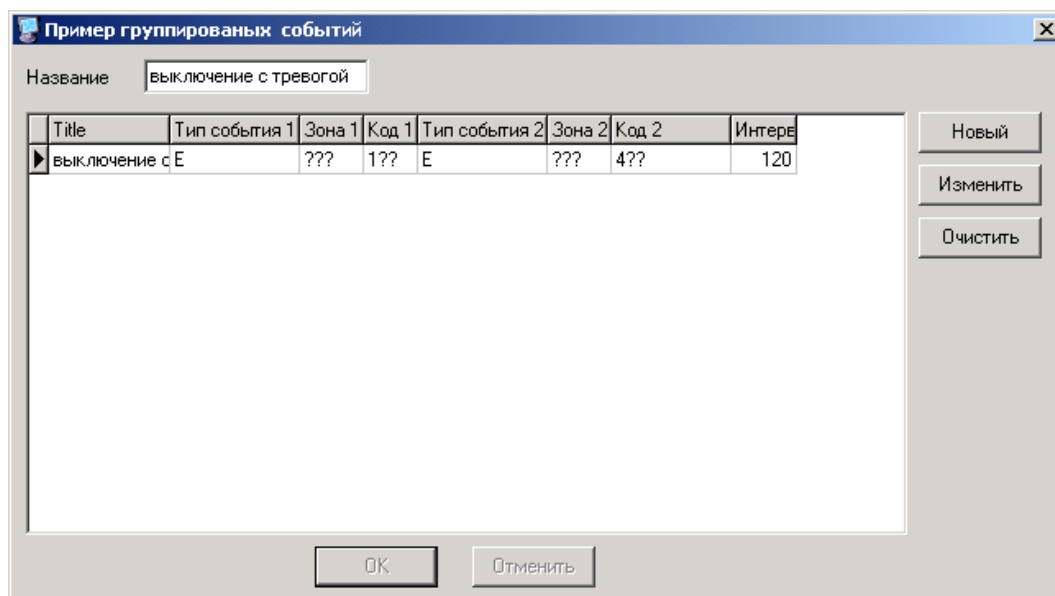 Пример группированых событий
Название выключение с тревогой
Title Тип события 1 Зона 1 Код 1 Тип события 2 Зона 2 Код 2 Интерв
выключение с E ??? 1?? E ??? 4?? 120
Новый
Изменить
Очистить
OK Отменить